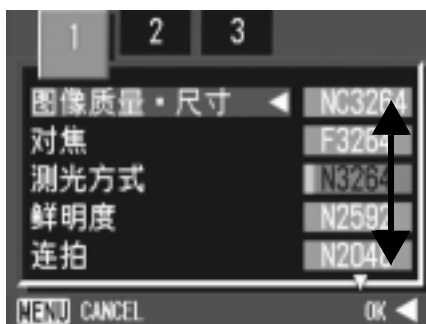 1 2 3
图像质量·尺寸 ◀ NC3264
对焦 F3264
测光方式 N3264
鲜明度 N2592
连拍 N2048
MENU CANCEL OK ◀